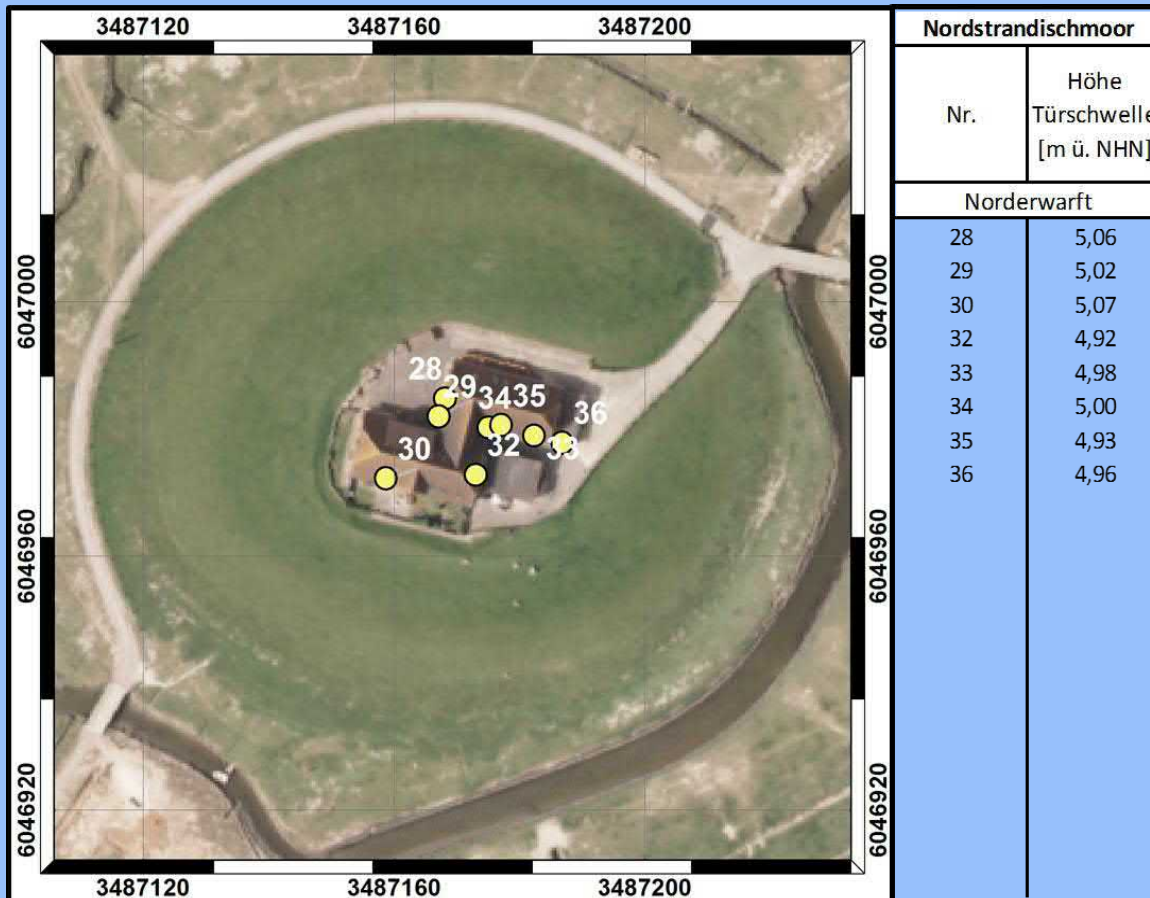 3487120 3487160 3487200
6047000
6046960
6046920
28
29
34
35
36
30
32
33
6047000
6046960
6046920
3487120 3487160 3487200
Nordstrandischmoor
Nr.
Höhe
Türschwelle
[m ü. NHN]
Norderwarft
28 5,06
29 5,02
30 5,07
32 4,92
33 4,98
34 5,00
35 4,93
36 4,96